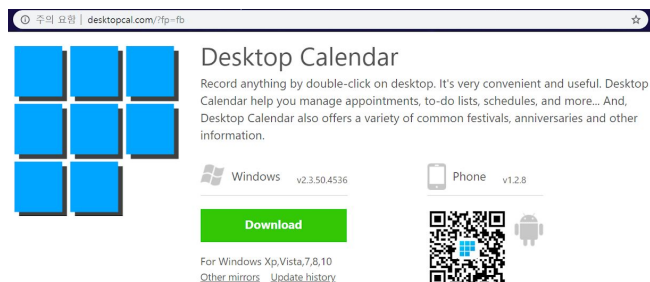 주의 요함 | desktopcal.com/?fp=fb
Desktop Calendar
Record anything by double-click on desktop. It's very convenient and useful. Desktop
Calendar help you manage appointments, to-do lists, schedules, and more... And,
Desktop Calendar also offers a variety of common festivals, anniversaries and other
information.
Windows v2.3.50.4536
Phone v1.2.8
Download
For Windows Xp,Vista,7,8,10
Other mirrors Update history